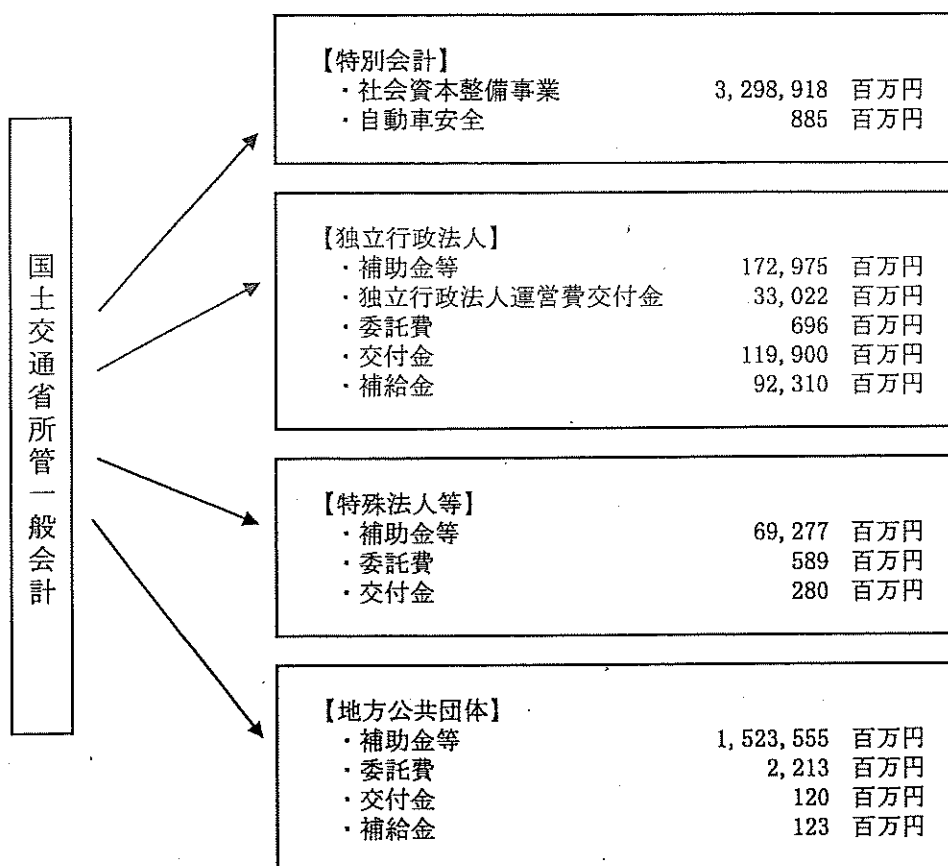 国土交通省所管一般会計
【特別会計】
・社会資本整備事業 3,298,918 百万円
・自動車安全 885 百万円
【独立行政法人】
・補助金等 172,975 百万円
・独立行政法人運営費交付金 33,022 百万円
・委託費 696 百万円
・交付金 119,900 百万円
・補給金 92,310 百万円
【特殊法人等】
・補助金等 69,277 百万円
・委託費 589 百万円
・交付金 280 百万円
【地方公共団体】
・補助金等 1,523,555 百万円
・委託費 2,213 百万円
・交付金 120 百万円
・補給金 123 百万円